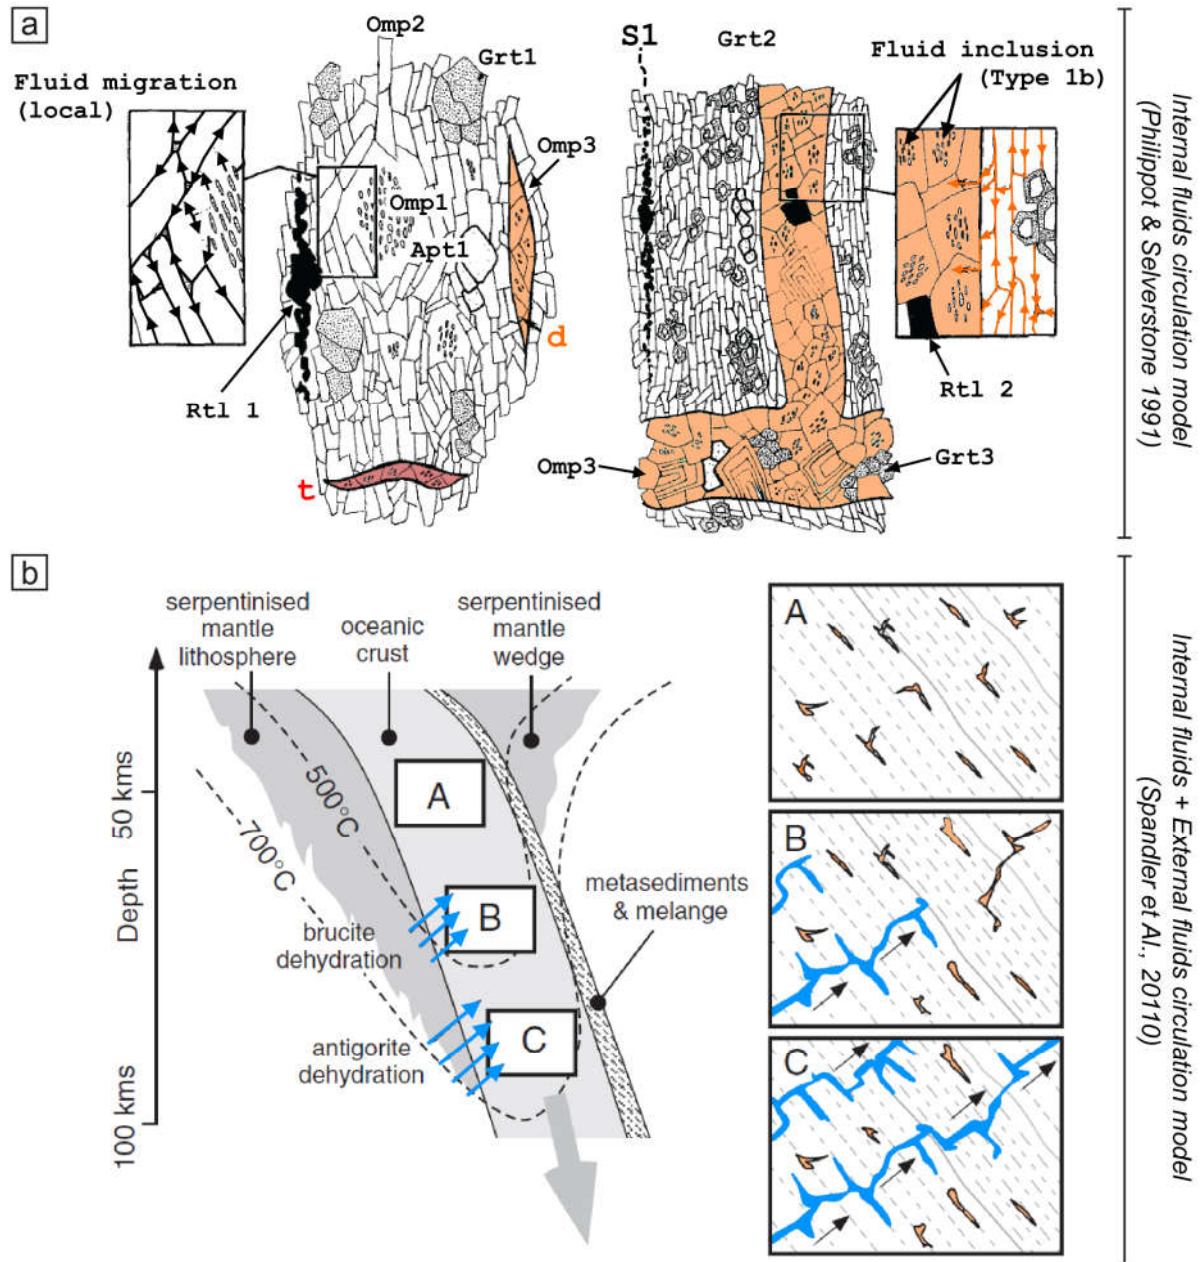 a
Omp2
Grt1
Fluid migration
(local)
Omp3
Omp1
Apt1
d
Rtl 1
t
S1
Grt2
Fluid inclusion
(Type 1b)
Rtl 2
Omp3
Grt3
Internal fluids circulation model
(Philippot & Selverstone 1991)
b
serpentinised
mantle
lithosphere
oceanic
crust
serpentinised
mantle
wedge
Depth
50 kms
100 kms
500°C
700°C
A
B
C
brucite
dehydration
antigorite
dehydration
metasediments
& melange
A
B
C
Internal fluids + External fluids circulation model
(Spandler et Al., 20110)